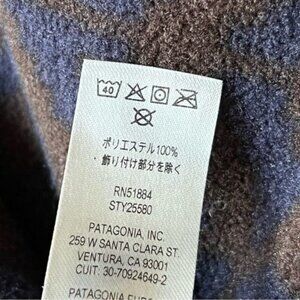 40
ポリエステル100%
・飾り付け部分を除く
RN51884
STY25580
PATAGONIA, INC.
259 W SANTA CLARA ST.
VENTURA, CA 93001
CUIT: 30-70924649-2
PATAGONIA